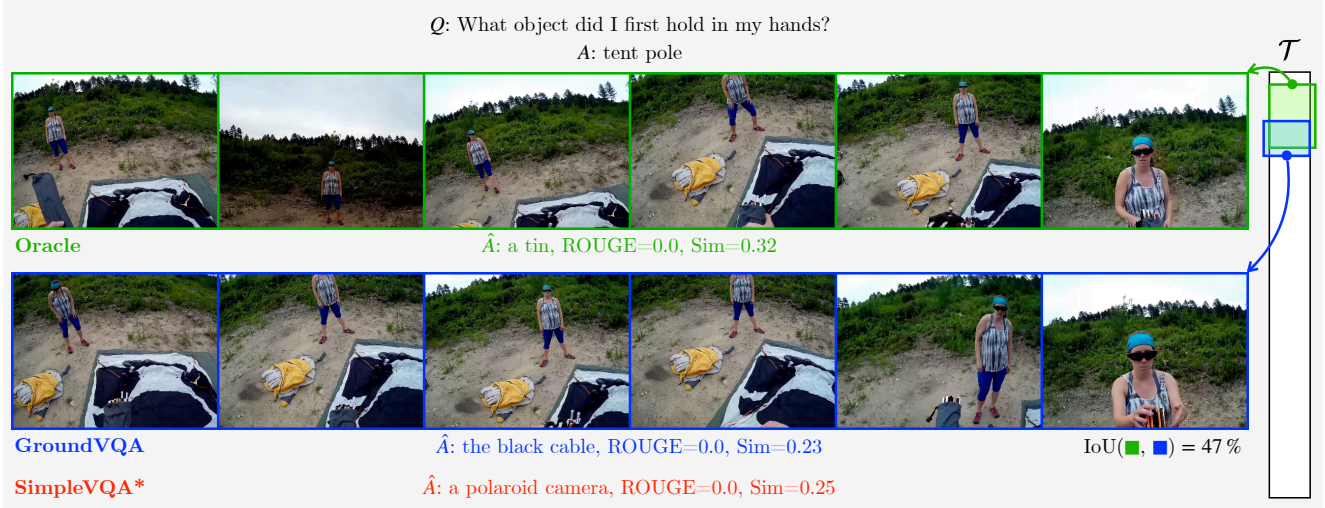 Q: What object did I first hold in my hands?
A: tent pole
𝒯
Oracle
Â: a tin, ROUGE=0.0, Sim=0.32
GroundVQA
Â: the black cable, ROUGE=0.0, Sim=0.23
IoU(■, ■) = 47 %
SimpleVQA*
Â: a polaroid camera, ROUGE=0.0, Sim=0.25